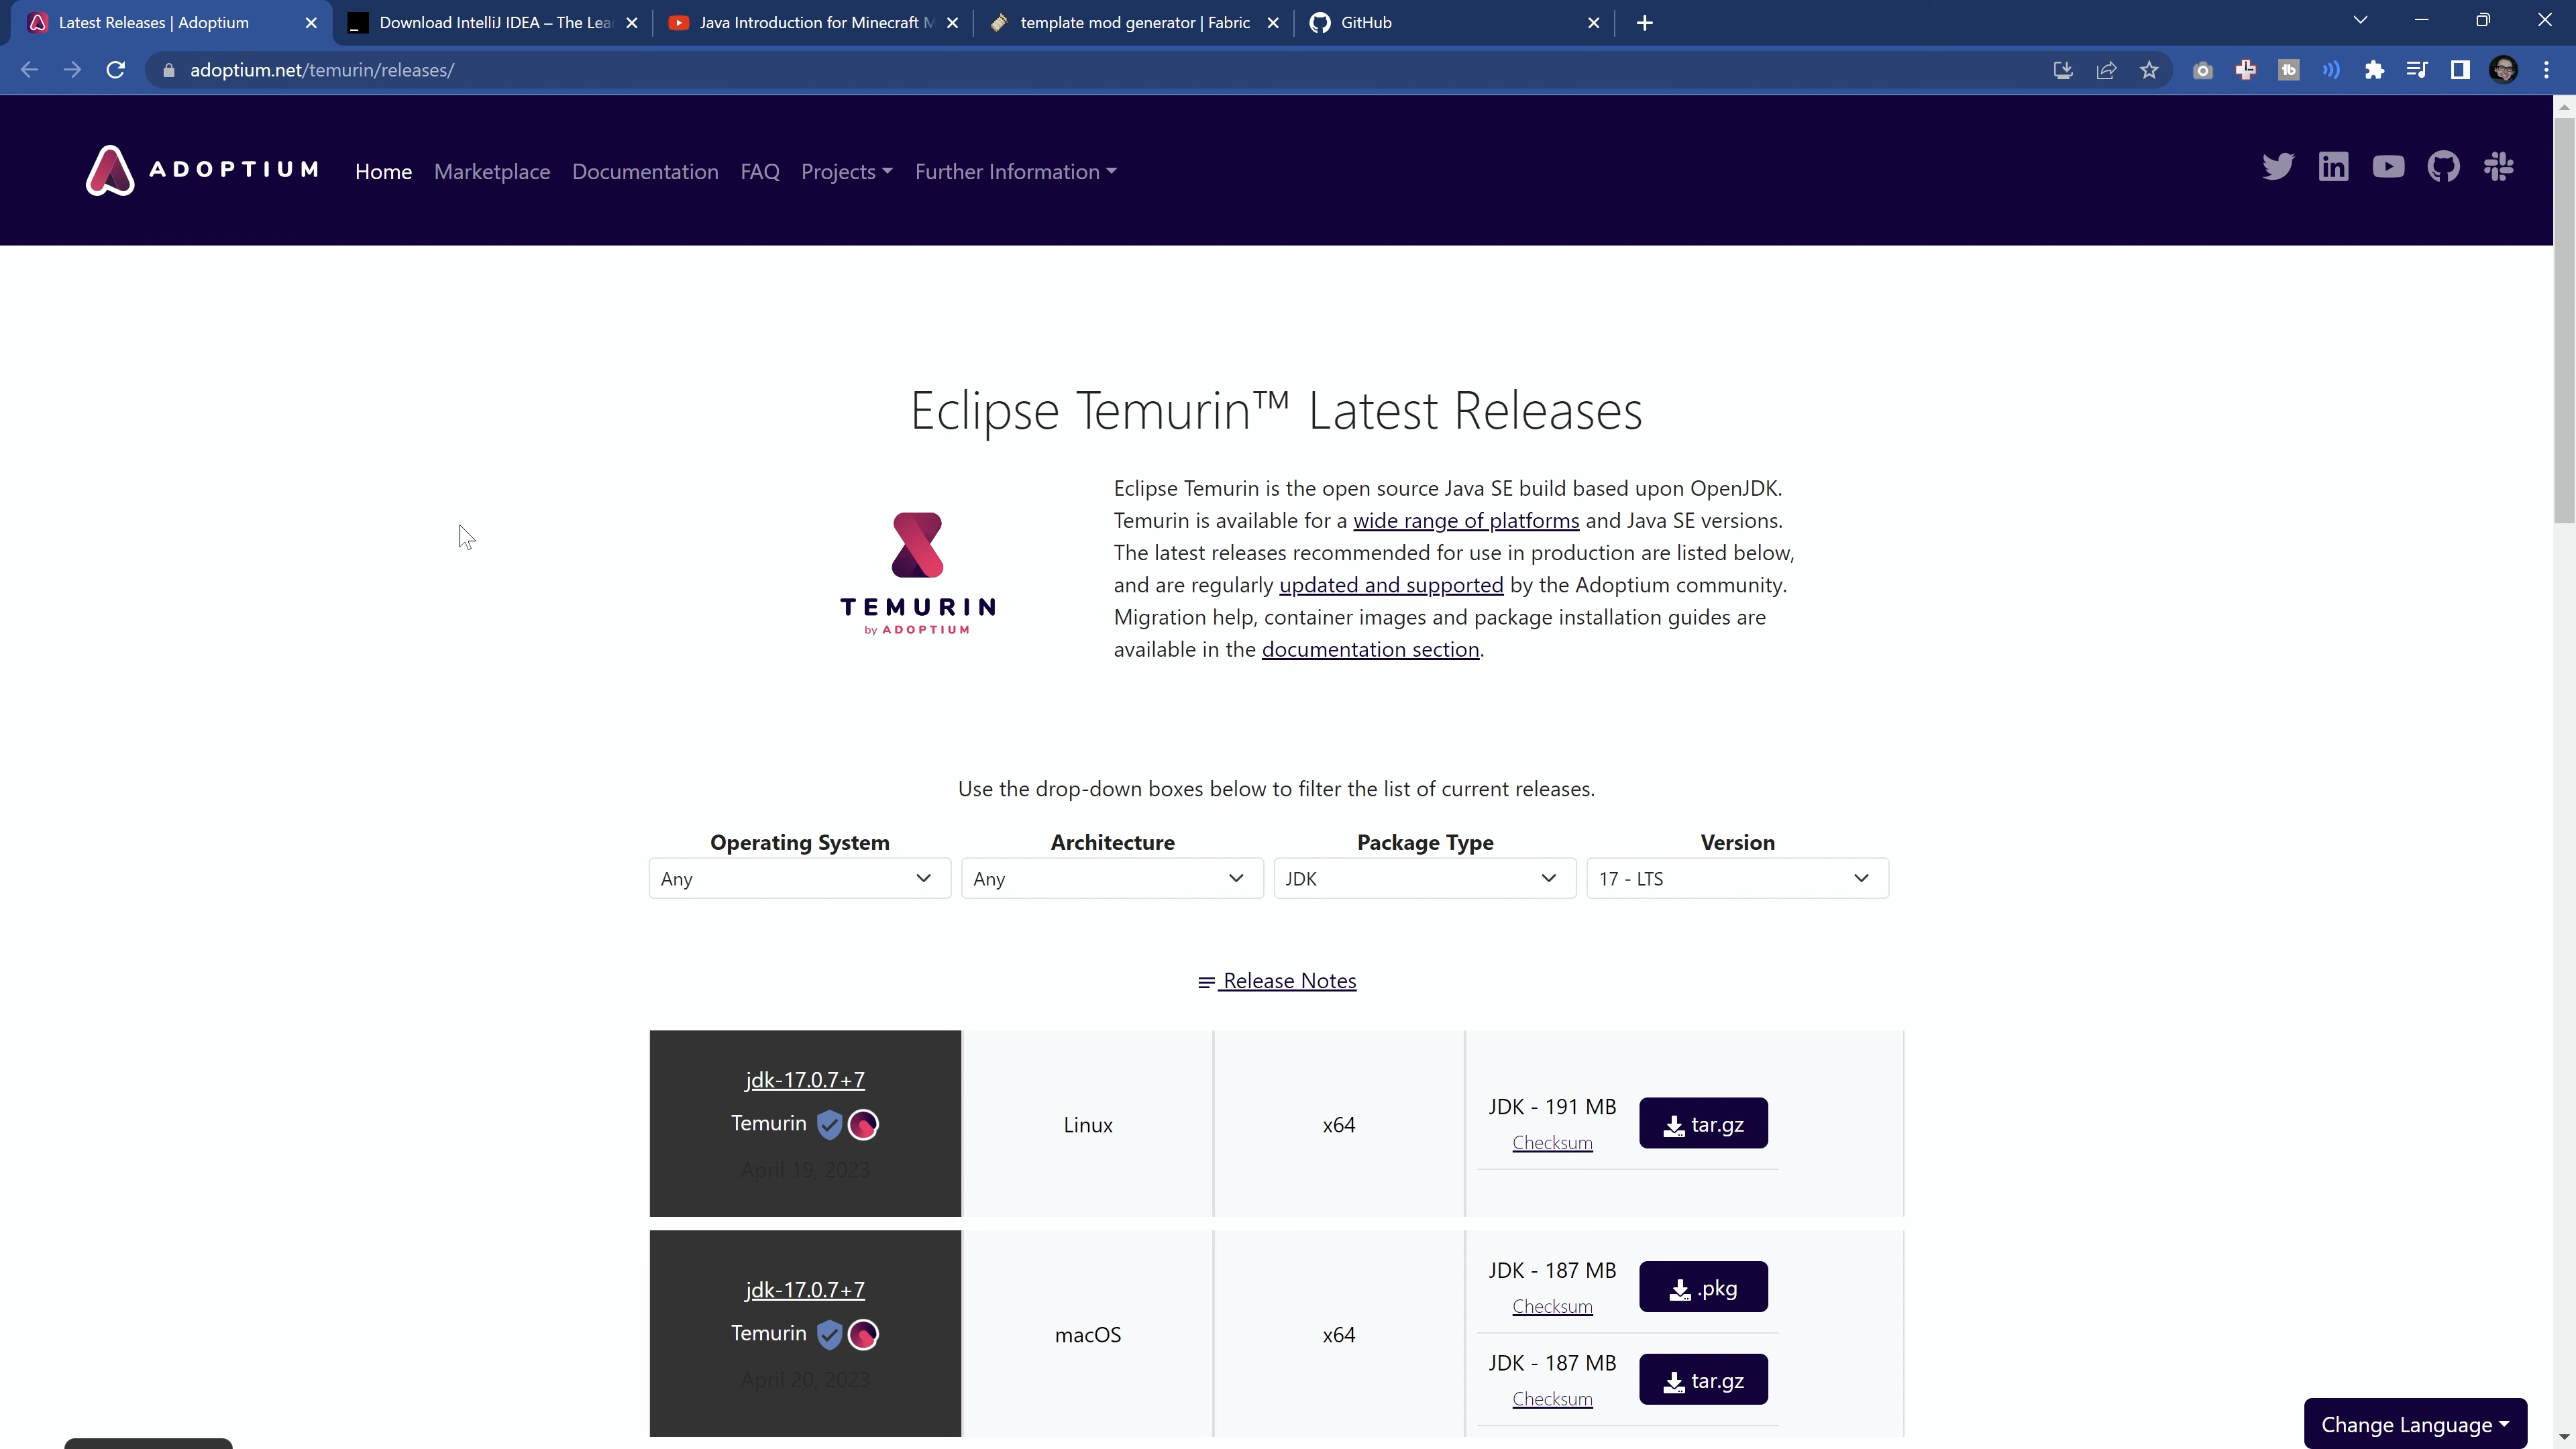 Latest Releases | Adoptium
Download IntelliJ IDEA – The Lea
Java Introduction for Minecraft M
template mod generator | Fabric
GitHub
adoptium.net/temurin/releases/
ADOPTIUM
Home
Marketplace
Documentation
FAQ
Projects
Further Information
Eclipse Temurin™ Latest Releases
TEMURIN
by ADOPTIUM
Eclipse Temurin is the open source Java SE build based upon OpenJDK.
Temurin is available for a wide range of platforms and Java SE versions.
The latest releases recommended for use in production are listed below,
and are regularly updated and supported by the Adoptium community.
Migration help, container images and package installation guides are
available in the documentation section.
Use the drop-down boxes below to filter the list of current releases.
Operating System
Architecture
Package Type
Version
Any
Any
JDK
17 - LTS
Release Notes
jdk-17.0.7+7
Temurin
April 19, 2023
Linux
x64
JDK - 191 MB
Checksum
tar.gz
jdk-17.0.7+7
Temurin
April 20, 2023
macOS
x64
JDK - 187 MB
Checksum
.pkg
JDK - 187 MB
Checksum
tar.gz
Change Language